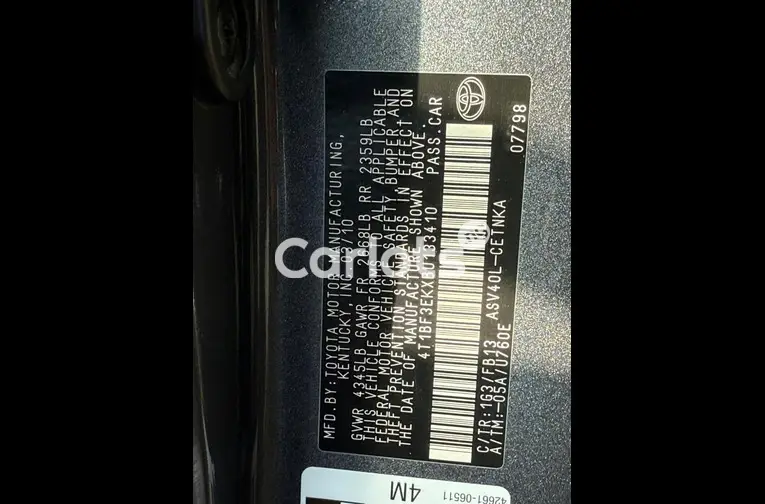 MFD.BY:TOYOTA MOTOR MANUFACTURING,
KENTUCKY, INC. 03/10
GVWR 4345LB GAWR FR 2668LB RR 2359LB
THIS VEHICLE CONFORMS TO ALL APPLICABLE
FEDERAL MOTOR VEHICLE SAFETY, BUMPER, AND
THEFT PREVENTION STANDARDS IN EFFECT ON
THE DATE OF MANUFACTURE SHOWN ABOVE.
4T1BF3EKXBU133410 PASS.CAR
C/TR:1G3/FB13 ASV40L-CETNKA
A/TM:-05A/U760E 07798
42661-06511
4M
Carlots